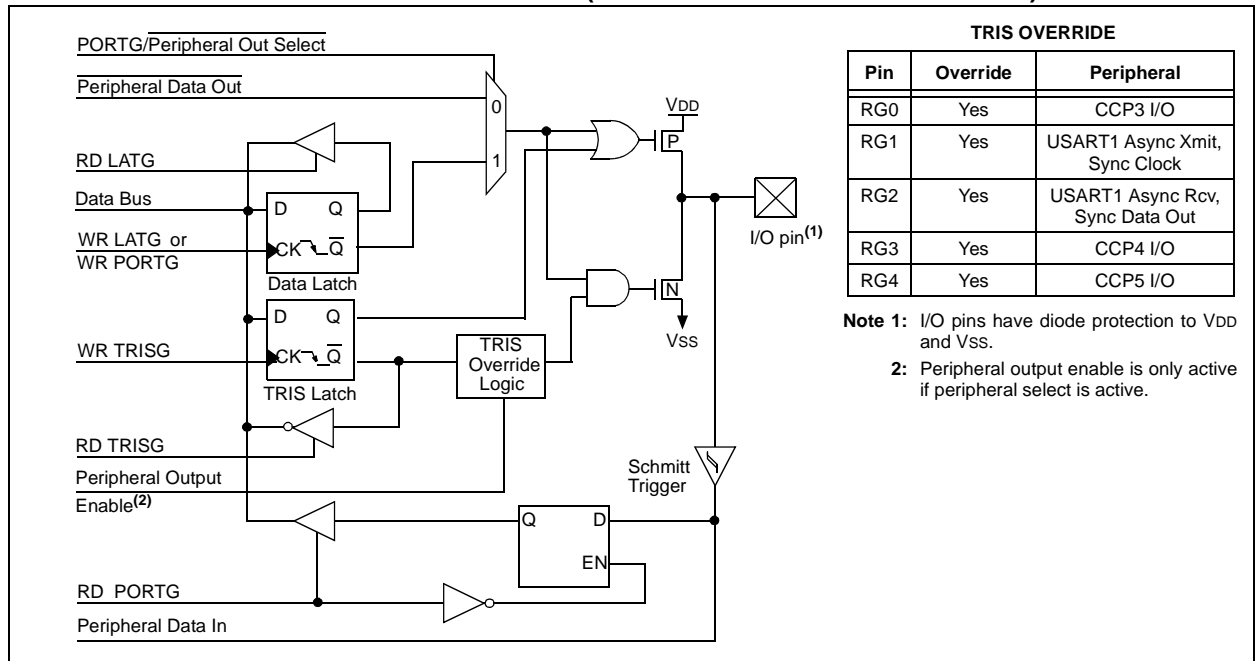 PORTG/Peripheral Out Select
Peripheral Data Out
RD LATG
Data Bus
WR LATG or
WR PORTG
D Q
CK Q
Data Latch
D Q
CK Q
TRIS Latch
WR TRISG
RD TRISG
Peripheral Output
Enable(2)
RD PORTG
Peripheral Data In
0
1
TRIS
Override
Logic
VDD
P
N
VSS
I/O pin(1)
Schmitt
Trigger
Q D
EN
TRIS OVERRIDE
Pin Override Peripheral
RG0 Yes CCP3 I/O
RG1 Yes USART1 Async Xmit,
Sync Clock
RG2 Yes USART1 Async Rcv,
Sync Data Out
RG3 Yes CCP4 I/O
RG4 Yes CCP5 I/O
Note 1: I/O pins have diode protection to VDD
and VSS.
2: Peripheral output enable is only active
if peripheral select is active.